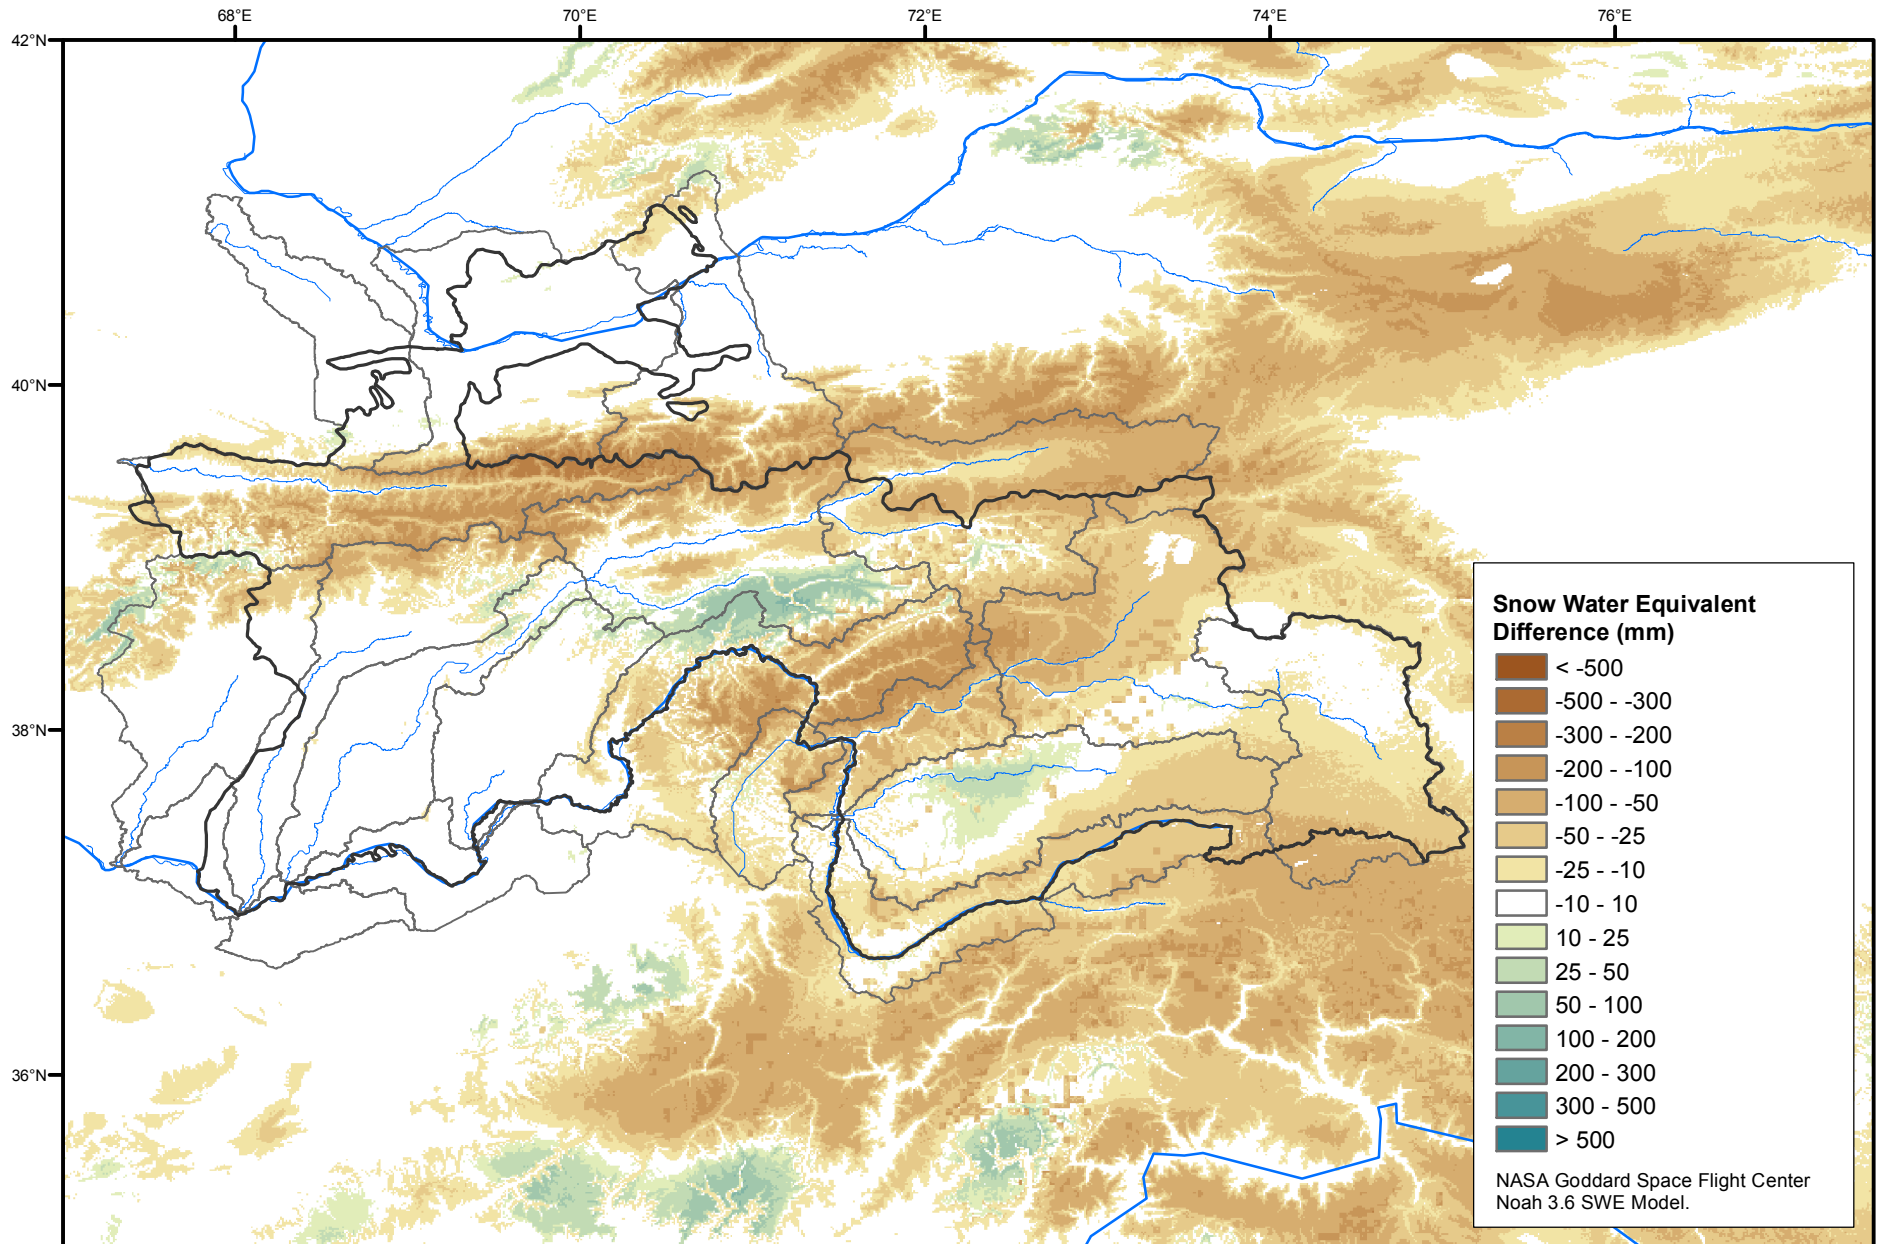 68°E
70°E
72°E
74°E
76°E
42°N
40°N
38°N
36°N
Snow Water Equivalent
Difference (mm)
< -500
-500 - -300
-300 - -200
-200 - -100
-100 - -50
-50 - -25
-25 - -10
-10 - 10
10 - 25
25 - 50
50 - 100
100 - 200
200 - 300
300 - 500
> 500
NASA Goddard Space Flight Center
Noah 3.6 SWE Model.